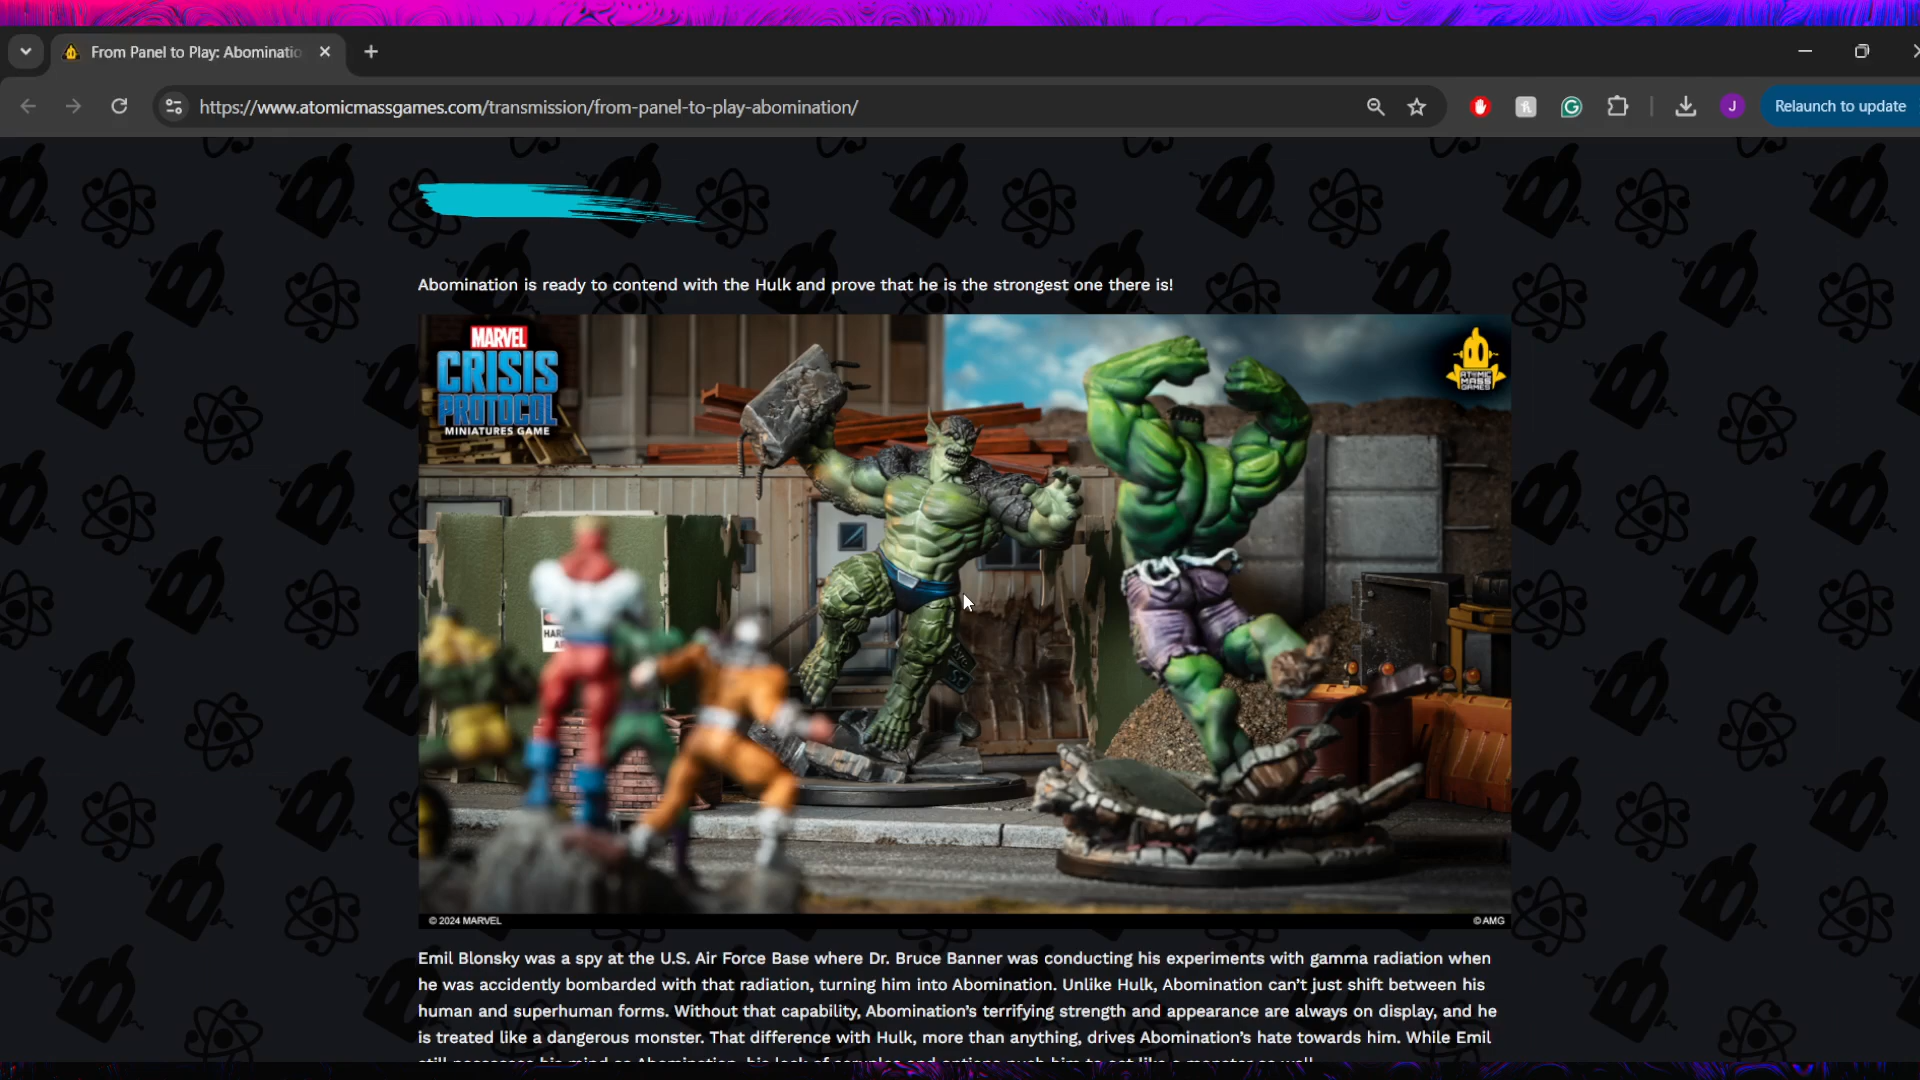 From Panel to Play: Abominatio
https://www.atomicmassgames.com/transmission/from-panel-to-play-abomination/
J
Relaunch to update
Abomination is ready to contend with the Hulk and prove that he is the strongest one there is!
MARVEL
CRISIS
PROTOCOL
MINIATURES GAME
ATOMIC
MASS
GAMES
© 2024 MARVEL
© AMG
Emil Blonsky was a spy at the U.S. Air Force Base where Dr. Bruce Banner was conducting his experiments with gamma radiation when
he was accidently bombarded with that radiation, turning him into Abomination. Unlike Hulk, Abomination can't just shift between his
human and superhuman forms. Without that capability, Abomination's terrifying strength and appearance are always on display, and he
is treated like a dangerous monster. That difference with Hulk, more than anything, drives Abomination's hate towards him. While Emil